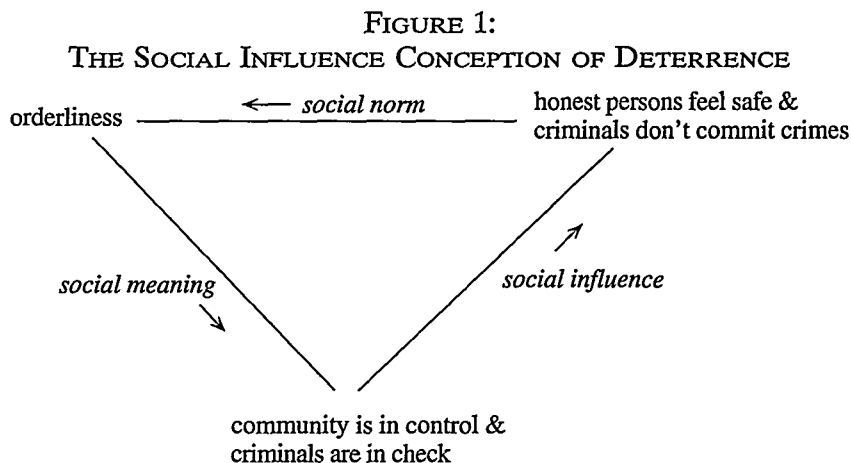 FIGURE 1:
THE SOCIAL INFLUENCE CONCEPTION OF DETERRENCE
orderliness
social norm
honest persons feel safe &
criminals don't commit crimes
social meaning
social influence
community is in control &
criminals are in check